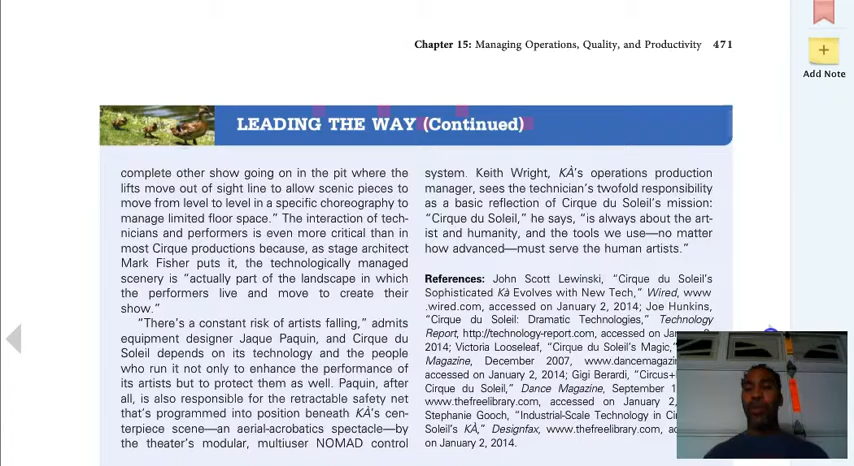 Chapter 15: Managing Operations, Quality, and Productivity 471
Add Note
LEADING THE WAY (Continued)
complete other show going on in the pit where the
lifts move out of sight line to allow scenic pieces to
move from level to level in a specific choreography to
manage limited floor space.” The interaction of tech-
nicians and performers is even more critical than in
most Cirque productions because, as stage architect
Mark Fisher puts it, the technologically managed
scenery is “actually part of the landscape in which
the performers live and move to create their
show.”
“There’s a constant risk of artists falling,” admits
equipment designer Jaque Paquin, and Cirque du
Soleil depends on its technology and the people
who run it not only to enhance the performance of
its artists but to protect them as well. Paquin, after
all, is also responsible for the retractable safety net
that’s programmed into position beneath KÀ’s cen-
terpiece scene—an aerial-acrobatics spectacle—by
the theater’s modular, multiuser NOMAD control
system. Keith Wright, KÀ’s operations production
manager, sees the technician’s twofold responsibility
as a basic reflection of Cirque du Soleil’s mission:
“Cirque du Soleil,” he says, “is always about the art-
ist and humanity, and the tools we use—no matter
how advanced—must serve the human artists.”
References: John Scott Lewinski, “Cirque du Soleil’s
Sophisticated Kà Evolves with New Tech,” Wired, www
.wired.com, accessed on January 2, 2014; Joe Hunkins,
“Cirque du Soleil: Dramatic Technologies,” Technology
Report, http://technology-report.com, accessed on
2014; Victoria Looseleaf, “Cirque du Soleil’s Magic,”
Magazine, December 2007,
accessed on January 2, 2014; Gigi Berardi,
Cirque du Soleil,” Dance Magazine, September
www.thefreelibrary.com, accessed on January 2,
Stephanie Gooch, “Industrial-Scale Technology in
Soleil’s KÀ,” Designfax, www.thefreelibrary.com,
on January 2, 2014.